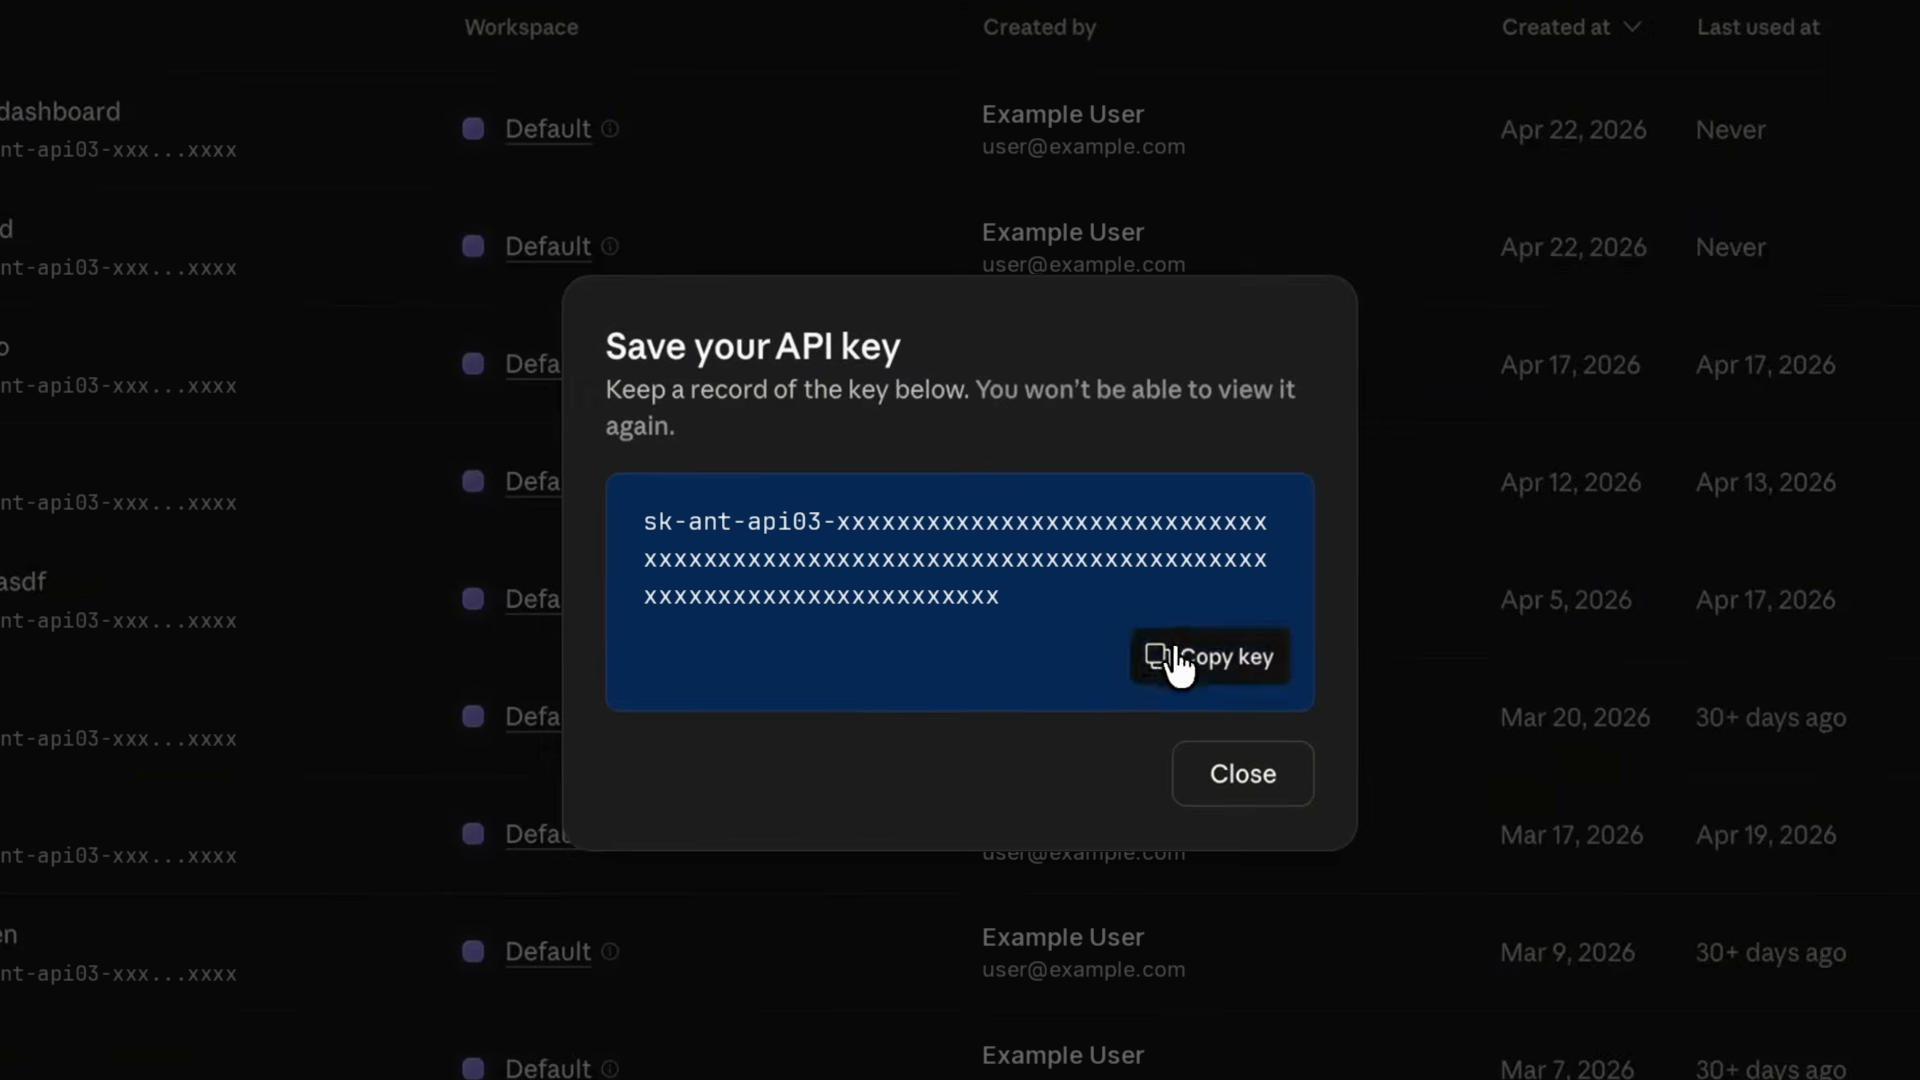 Workspace Created by Created at Last used at
dashboard
nt-api03-xxx...xxxx
Default
Example User
user@example.com
Apr 22, 2026 Never
d
nt-api03-xxx...xxxx
Default
Example User
user@example.com
Apr 22, 2026 Never
o
nt-api03-xxx...xxxx
Defa
Apr 17, 2026 Apr 17, 2026
nt-api03-xxx...xxxx
Defa
Apr 12, 2026 Apr 13, 2026
asdf
nt-api03-xxx...xxxx
Defa
Apr 5, 2026 Apr 17, 2026
nt-api03-xxx...xxxx
Defa
Mar 20, 2026 30+ days ago
nt-api03-xxx...xxxx
Defau
user@example.com
Mar 17, 2026 Apr 19, 2026
en
nt-api03-xxx...xxxx
Default
Example User
user@example.com
Mar 9, 2026 30+ days ago
Default
Example User
Mar 7, 2026 30+ days ago
Save your API key
Keep a record of the key below. You won’t be able to view it
again.
sk-ant-api03-xxxxxxxxxxxxxxxxxxxxxxxxxxxxx
xxxxxxxxxxxxxxxxxxxxxxxxxxxxxxxxxxxxxxxxxx
xxxxxxxxxxxxxxxxxxxxxxxx
Copy key
Close